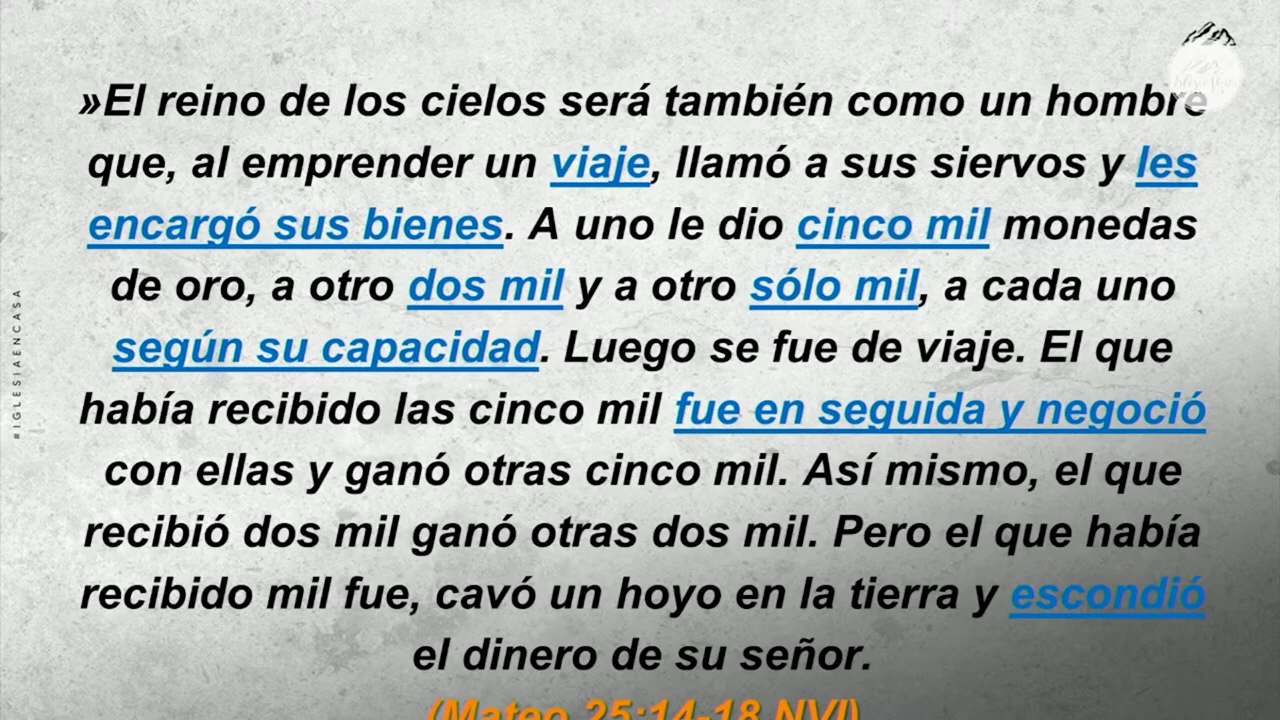 »El reino de los cielos será también como un hombre
que, al emprender un viaje, llamó a sus siervos y les
encargó sus bienes. A uno le dio cinco mil monedas
de oro, a otro dos mil y a otro sólo mil, a cada uno
según su capacidad. Luego se fue de viaje. El que
había recibido las cinco mil fue en seguida y negoció
con ellas y ganó otras cinco mil. Así mismo, el que
recibió dos mil ganó otras dos mil. Pero el que había
recibido mil fue, cavó un hoyo en la tierra y escondió
el dinero de su señor.
(Mateo 25:14-18 NVI)
#IGLESIAENCASA